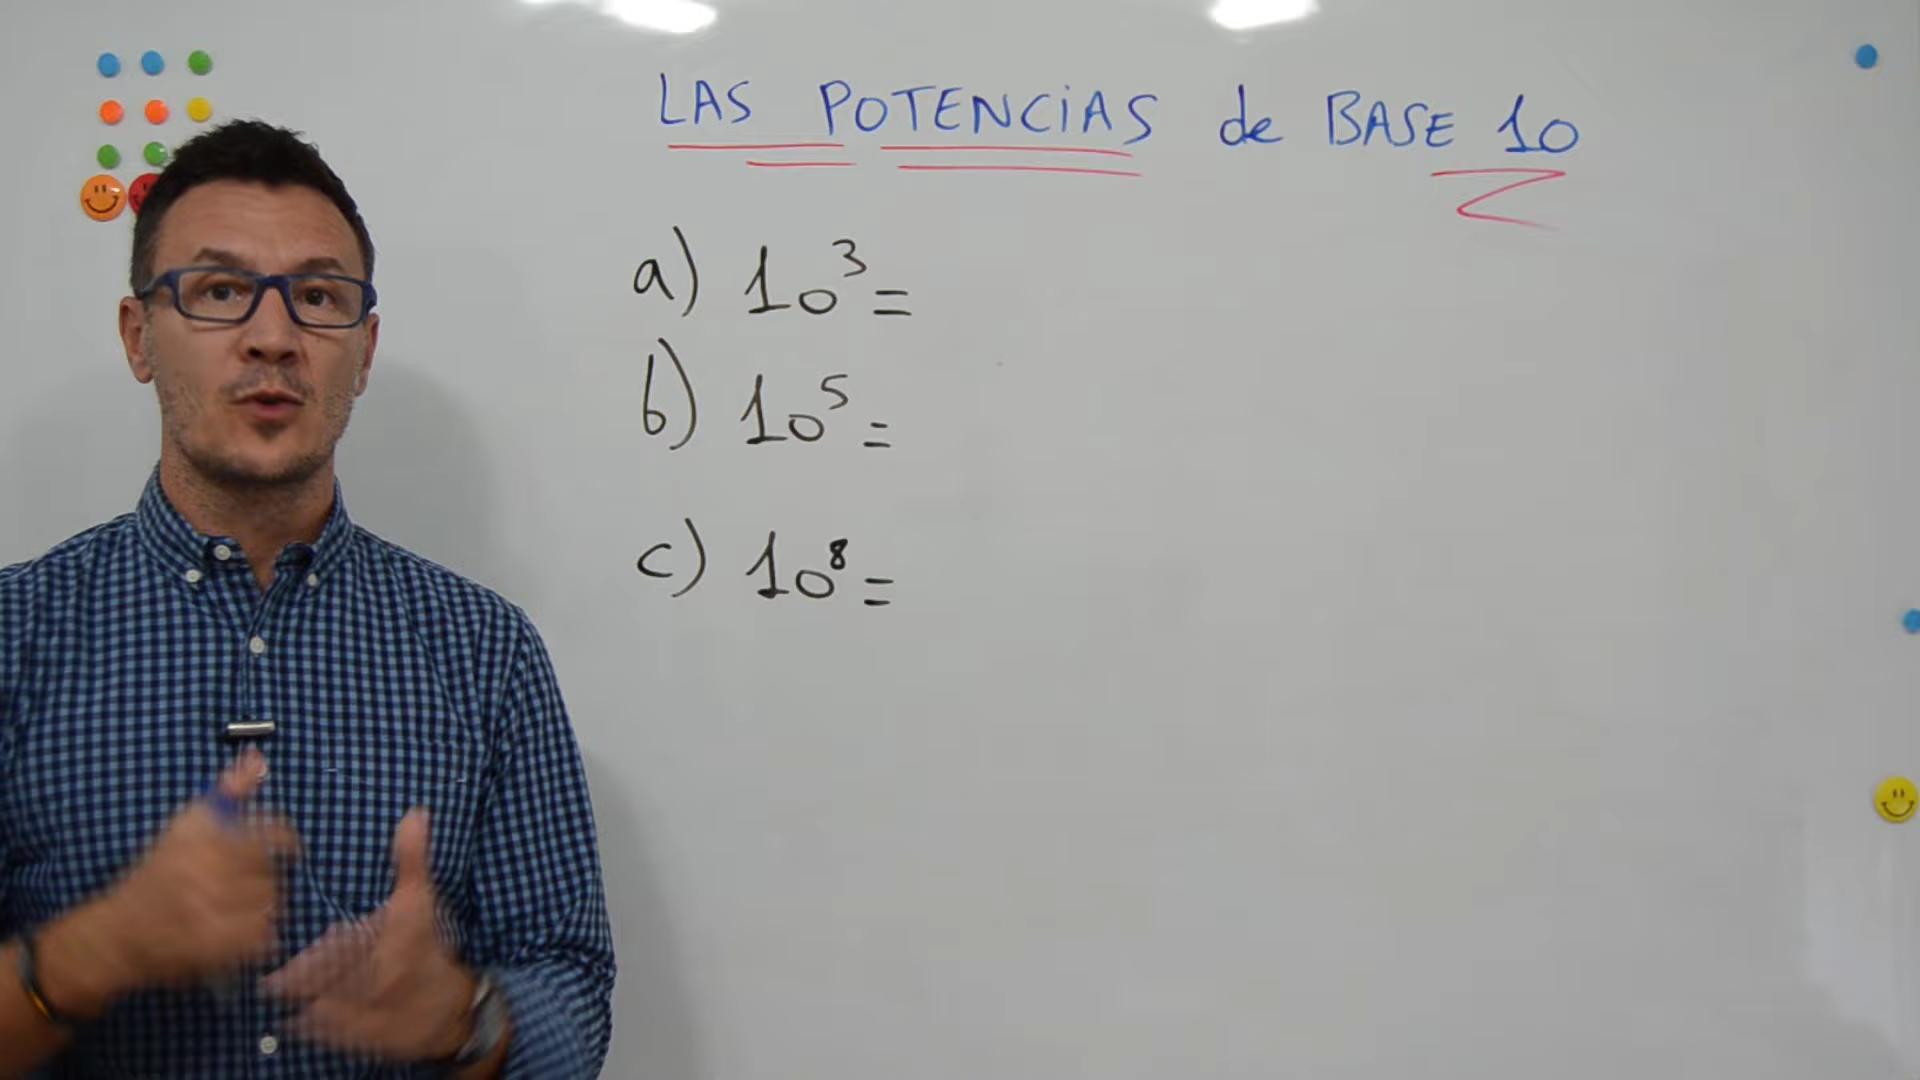 LAS POTENCIAS de BASE 10
a) 10³=
b) 10⁵=
c) 10⁸=